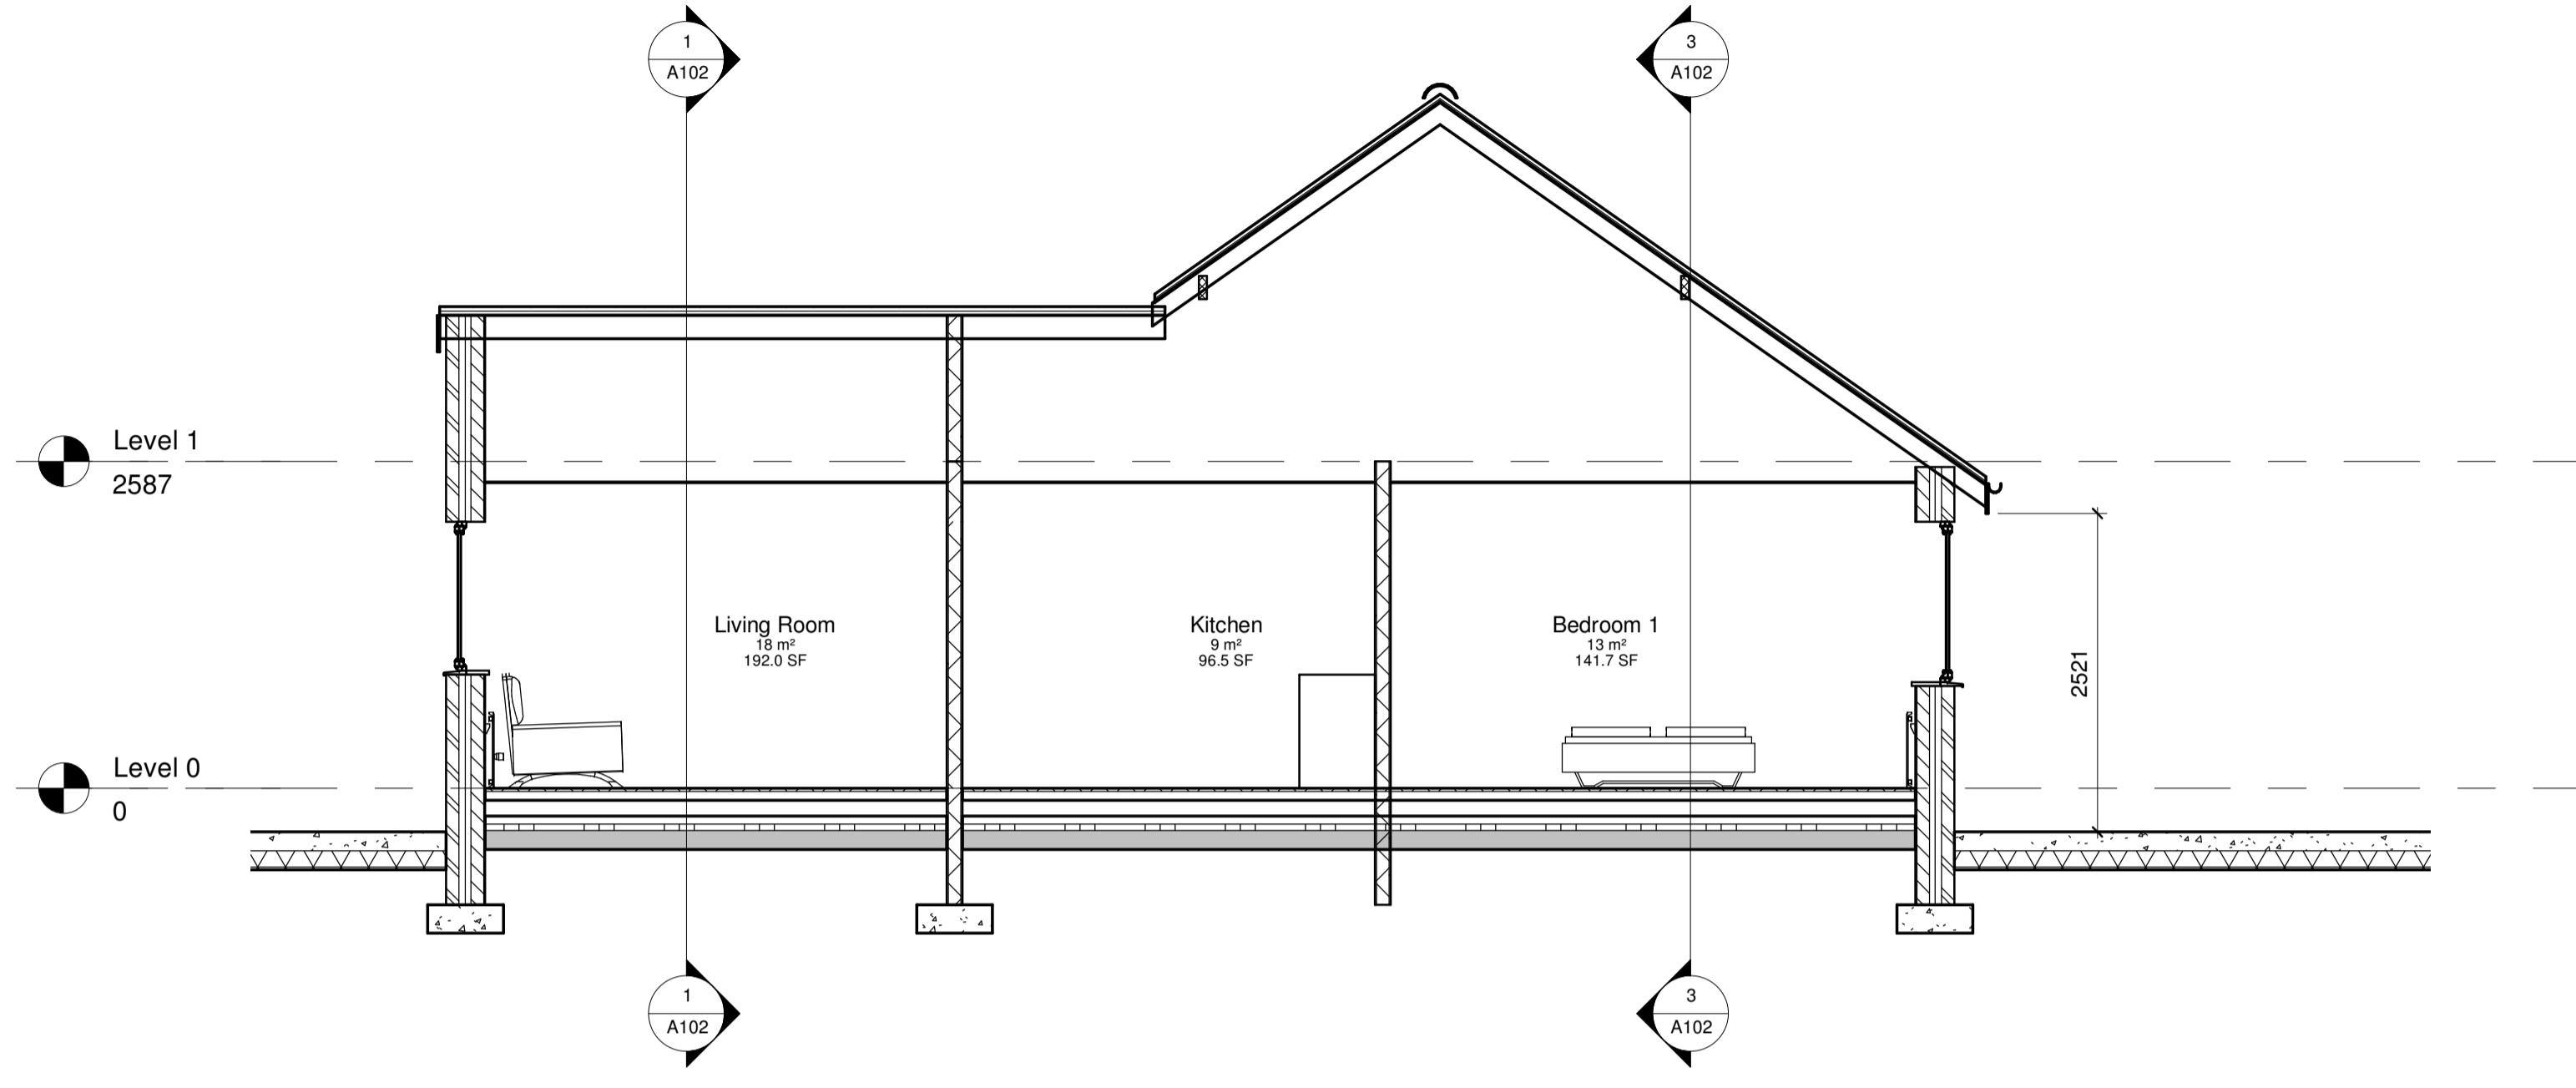 1
A102
3
A102
Level 1
2587
Living Room
18 m²
192.0 SF
Kitchen
9 m²
96.5 SF
Bedroom 1
13 m²
141.7 SF
2521
Level 0
0
1
A102
3
A102